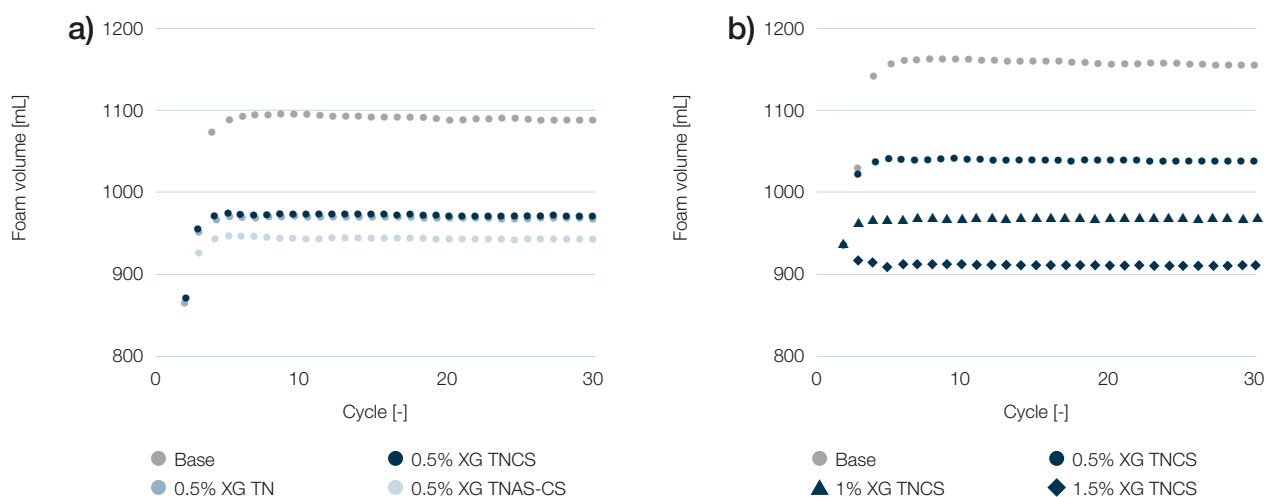 a)
Foam volume [mL]
1200
1100
1000
900
800
0 10 20 30
Cycle [-]
Base
0.5% XG TNCS
0.5% XG TN
0.5% XG TNAS-CS
b)
Foam volume [mL]
1200
1100
1000
900
800
0 10 20 30
Cycle [-]
Base
0.5% XG TNCS
1% XG TNCS
1.5% XG TNCS